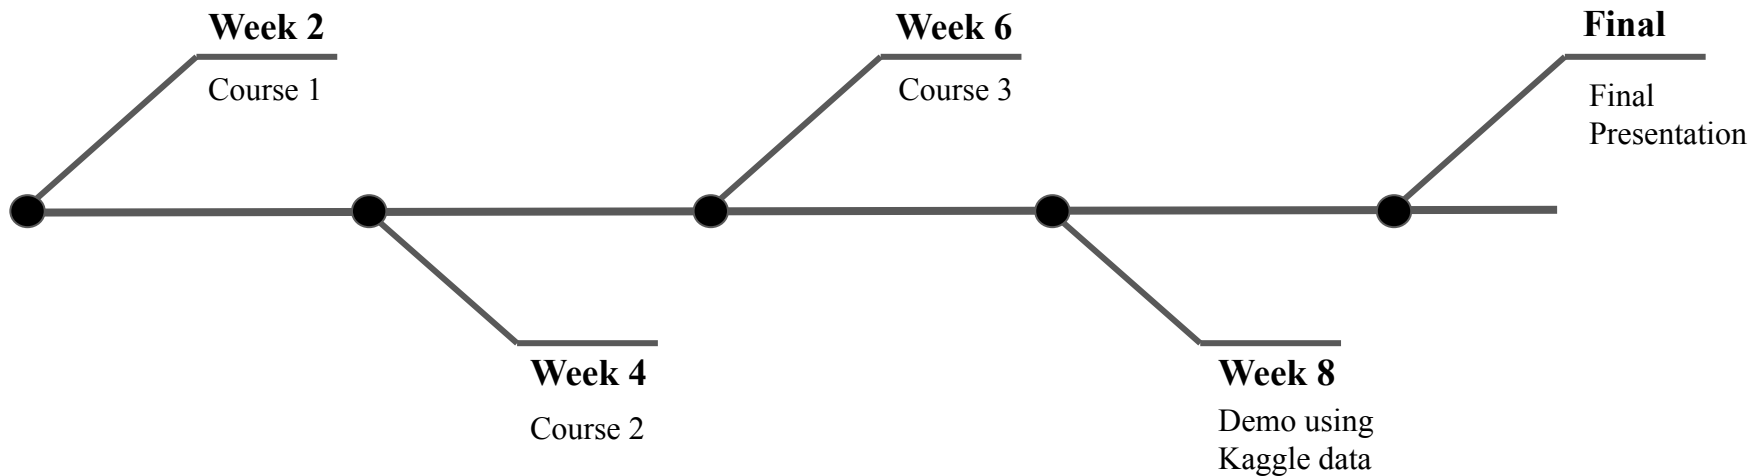 Week 2
Course 1
Week 4
Course 2
Week 6
Course 3
Week 8
Demo using
Kaggle data
Final
Final
Presentation